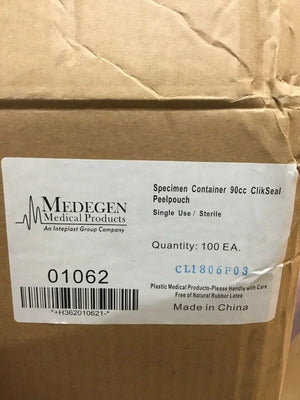 MEDEGEN
Medical Products
An Inteplast Group Company
Specimen Container 90cc ClikSeal
Peelpouch
Single Use / Sterile
Quantity: 100 EA.
CL1806F03
01062
*+H362010621-*
Plastic Medical Products-Please Handle with Care
Free of Natural Rubber Latex
Made in China